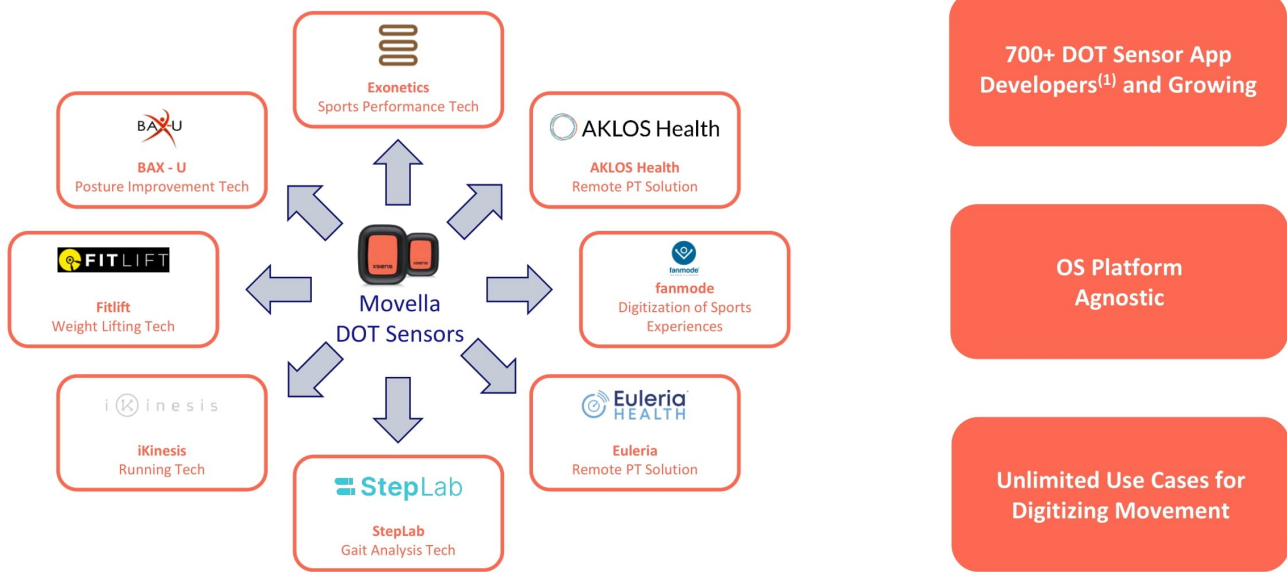 Exonetics
Sports Performance Tech
BAX-U
BAX - U
Posture Improvement Tech
AKLOS Health
AKLOS Health
Remote PT Solution
FITLIFT
Fitlift
Weight Lifting Tech
xsens
xsens
Movella
DOT Sensors
fanmode
fanmode
Digitization of Sports
Experiences
iKinesis
iKinesis
Running Tech
Euleria
HEALTH
Euleria
Remote PT Solution
StepLab
StepLab
Gait Analysis Tech
700+ DOT Sensor App
Developers(1) and Growing
OS Platform
Agnostic
Unlimited Use Cases for
Digitizing Movement